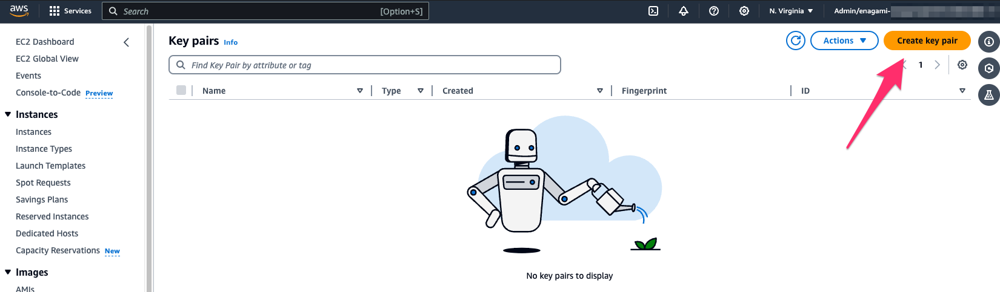 aws
Services
Search
[Option+S]
N. Virginia
Admin/enagami-
EC2 Dashboard
EC2 Global View
Events
Console-to-Code Preview
Instances
Instances
Instance Types
Launch Templates
Spot Requests
Savings Plans
Reserved Instances
Dedicated Hosts
Capacity Reservations New
Images
AMIs
Key pairs Info
Actions
Create key pair
Find Key Pair by attribute or tag
1
Name
Type
Created
Fingerprint
ID
No key pairs to display